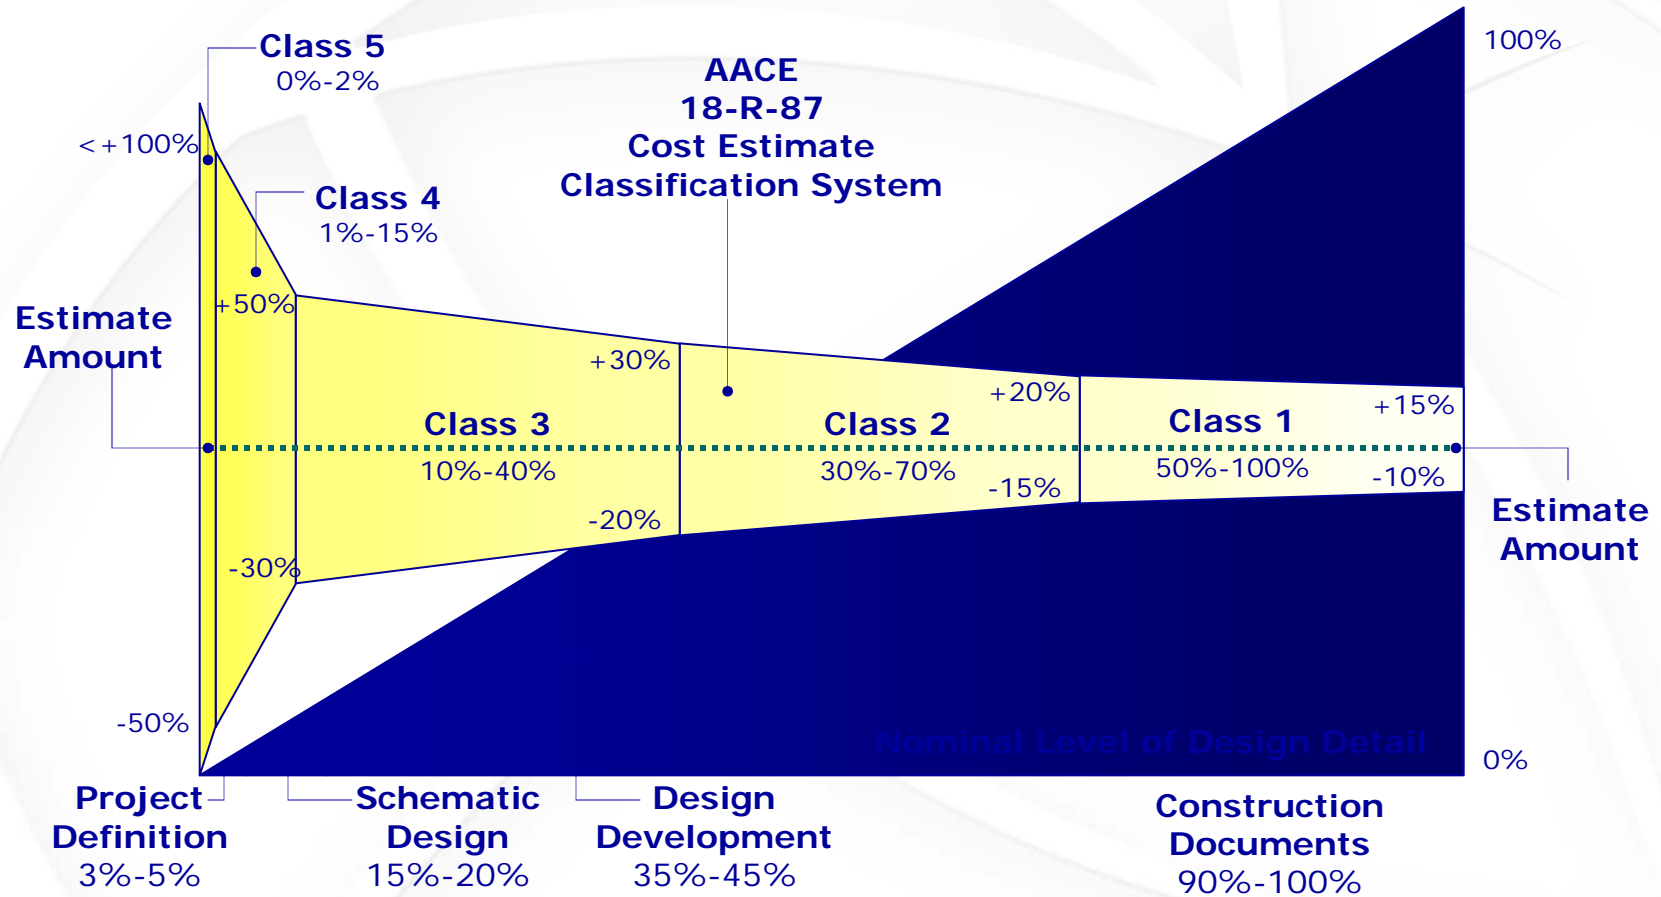 Class 5
0%-2%
100%
AACE
18-R-87
Cost Estimate
Classification System
<+100%
Class 4
1%-15%
+50%
Estimate
Amount
+30%
+20%
+15%
Class 3
10%-40%
Class 2
30%-70%
Class 1
50%-100%
-20%
-15%
-10%
Estimate
Amount
-30%
-50%
Nominal Level of Design Detail
0%
Project
Definition
3%-5%
Schematic
Design
15%-20%
Design
Development
35%-45%
Construction
Documents
90%-100%